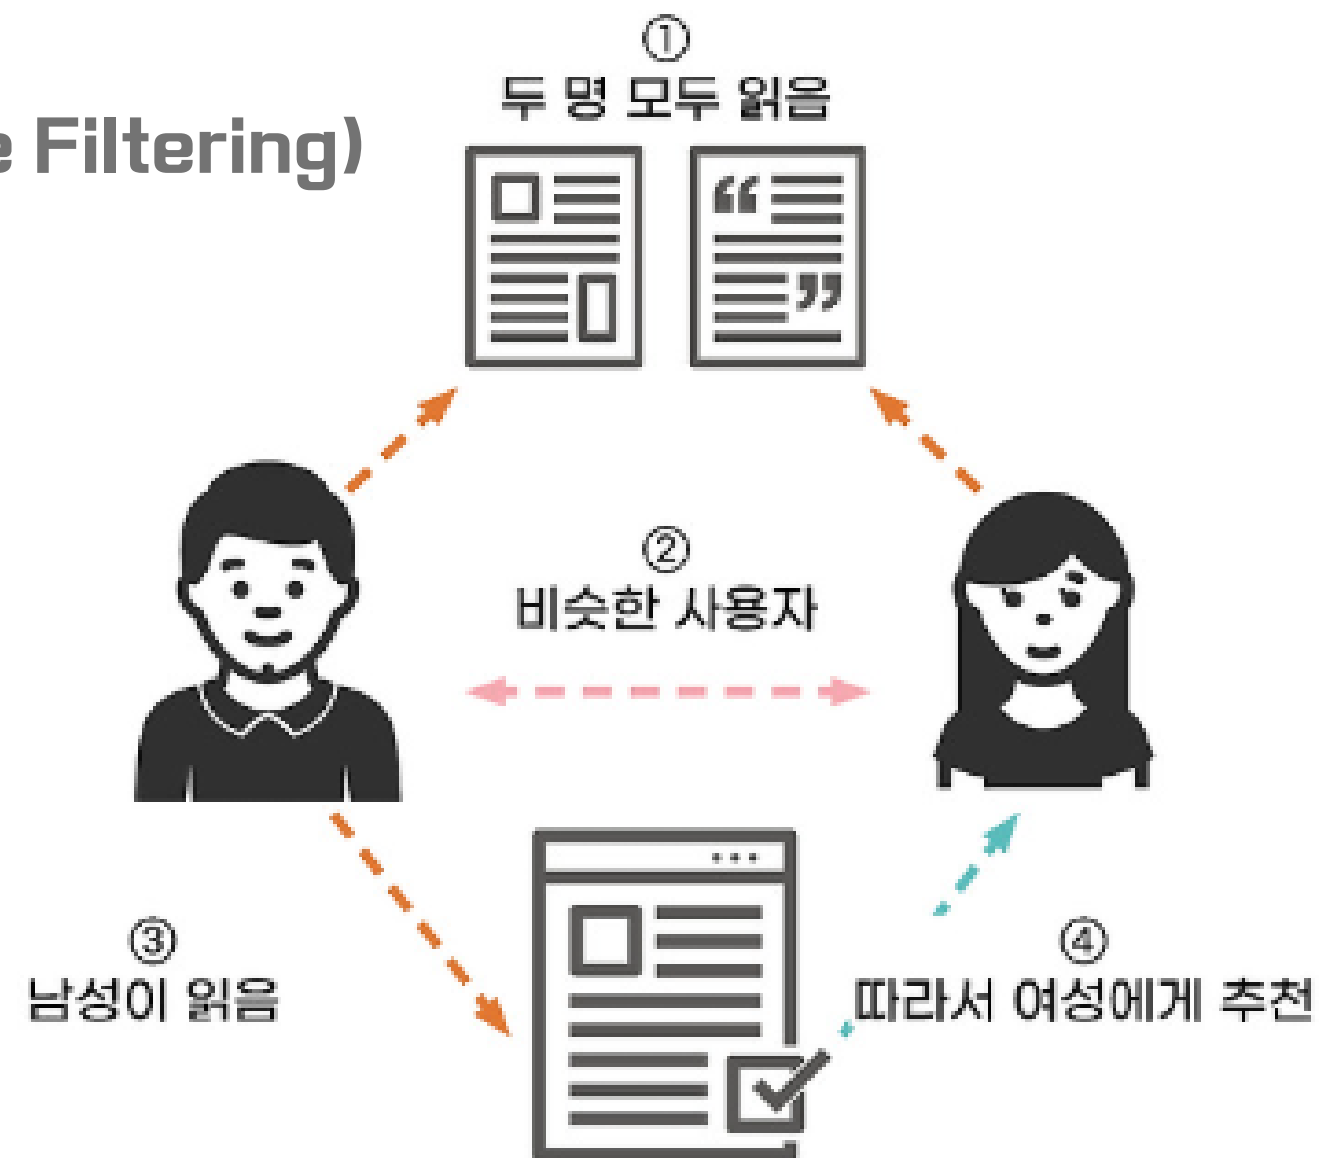 e Filtering)
①
두 명 모두 읽음
②
비슷한 사용자
③
남성이 읽음
④
따라서 여성에게 추천